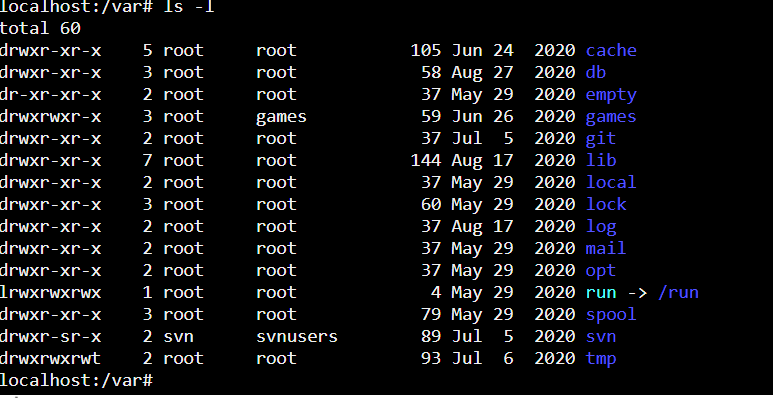 localhost:/var# ls -l
total 60
drwxr-xr-x    5 root     root           105 Jun 24  2020 cache
drwxr-xr-x    3 root     root            58 Aug 27  2020 db
dr-xr-xr-x    2 root     root            37 May 29  2020 empty
drwxrwxr-x    3 root     games           59 Jun 26  2020 games
drwxr-xr-x    2 root     root            37 Jul  5  2020 git
drwxr-xr-x    7 root     root           144 Aug 17  2020 lib
drwxr-xr-x    2 root     root            37 May 29  2020 local
drwxr-xr-x    3 root     root            60 May 29  2020 lock
drwxr-xr-x    2 root     root            37 Aug 17  2020 log
drwxr-xr-x    2 root     root            37 May 29  2020 mail
drwxr-xr-x    2 root     root            37 May 29  2020 opt
lrwxrwxrwx    1 root     root             4 May 29  2020 run -> /run
drwxr-xr-x    3 root     root            79 May 29  2020 spool
drwxr-sr-x    2 svn      svnusers        89 Jul  5  2020 svn
drwxrwxrwt    2 root     root            93 Jul  6  2020 tmp
localhost:/var#